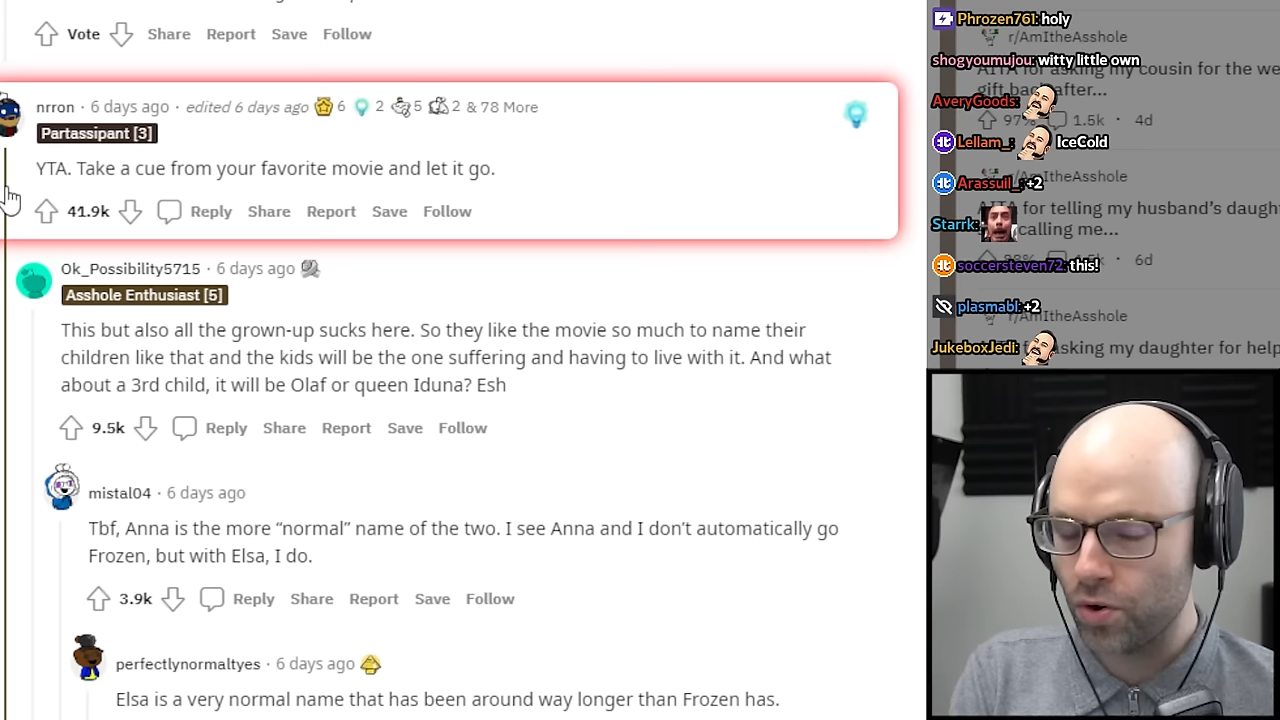 Vote Share Report Save Follow
nrron · 6 days ago · edited 6 days ago 6 2 5 2 & 78 More
Partassipant [3]
YTA. Take a cue from your favorite movie and let it go.
41.9k Reply Share Report Save Follow
Ok_Possibility5715 · 6 days ago
Asshole Enthusiast [5]
This but also all the grown-up sucks here. So they like the movie so much to name their
children like that and the kids will be the one suffering and having to live with it. And what
about a 3rd child, it will be Olaf or queen Iduna? Esh
9.5k Reply Share Report Save Follow
mistal04 · 6 days ago
Tbf, Anna is the more “normal” name of the two. I see Anna and I don’t automatically go
Frozen, but with Elsa, I do.
3.9k Reply Share Report Save Follow
perfectlynormaltyes · 6 days ago
Elsa is a very normal name that has been around way longer than Frozen has.
Phrozen761: holy
r/AmItheAsshole
shogyoumujou: witty little own
AITA for asking my cousin for the we
gift back after...
AveryGoods:
97% 1.5k · 4d
Lellam_: IceCold
r/AmItheAsshole
Arassuil_: +2
AITA for telling my husband’s daught
Starrk:
calling me...
88% 6d
soccersteven72: this!
plasmabl: +2
r/AmItheAsshole
JukeboxJedi:
asking my daughter for help